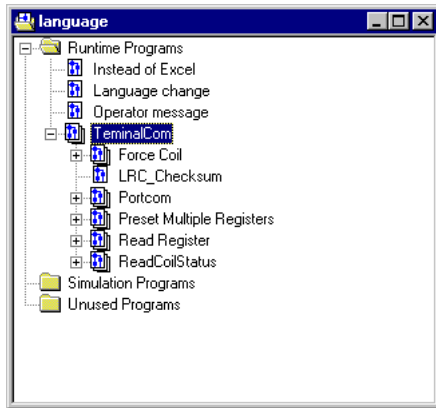 language
Runtime Programs
Instead of Excel
Language change
Operator message
TeminalCom
Force Coil
LRC_Checksum
Portcom
Preset Multiple Registers
Read Register
ReadCoilStatus
Simulation Programs
Unused Programs